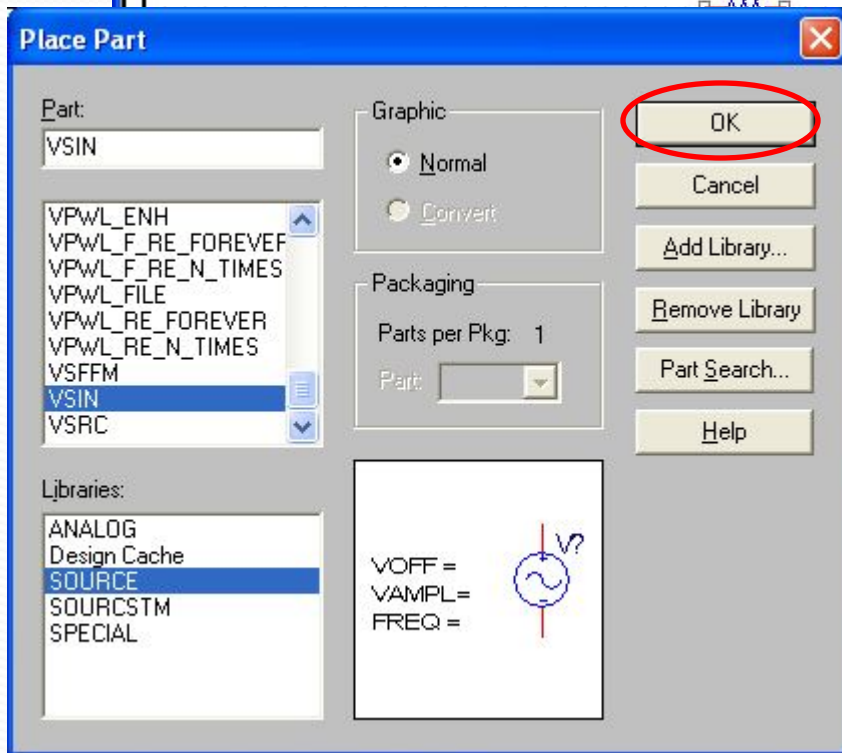 Place Part
Part:
VSIN
VPWL_ENH
VPWL_F_RE_FOREVER
VPWL_F_RE_N_TIMES
VPWL_FILE
VPWL_RE_FOREVER
VPWL_RE_N_TIMES
VSFFM
VSIN
VSRC
Libraries:
ANALOG
Design Cache
SOURCE
SOURCSTM
SPECIAL
Graphic
Normal
Convert
Packaging
Parts per Pkg: 1
Part:
VOFF =
VAMPL=
FREQ =
V?
OK
Cancel
Add Library...
Remove Library
Part Search...
Help